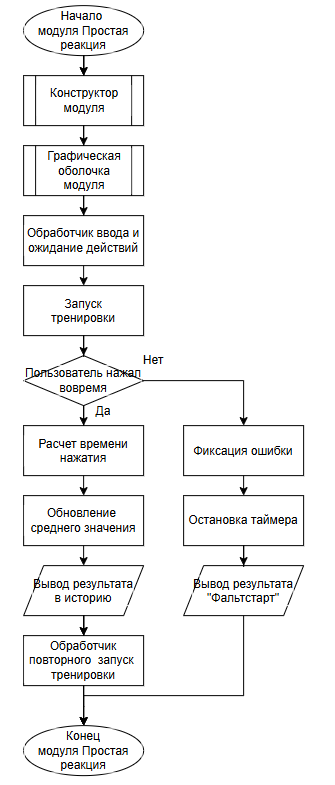 Начало
модуля Простая
реакция
Конструктор
модуля
Графическая
оболочка
модуля
Обработчик ввода и
ожидание действий
Запуск
тренировки
Пользователь нажал
вовремя
Нет
Да
Расчет времени
нажатия
Фиксация ошибки
Обновление
среднего значения
Остановка таймера
Вывод результата
в историю
Вывод результата
"Фальтстарт"
Обработчик
повторного запуск
тренировки
Конец
модуля Простая
реакция